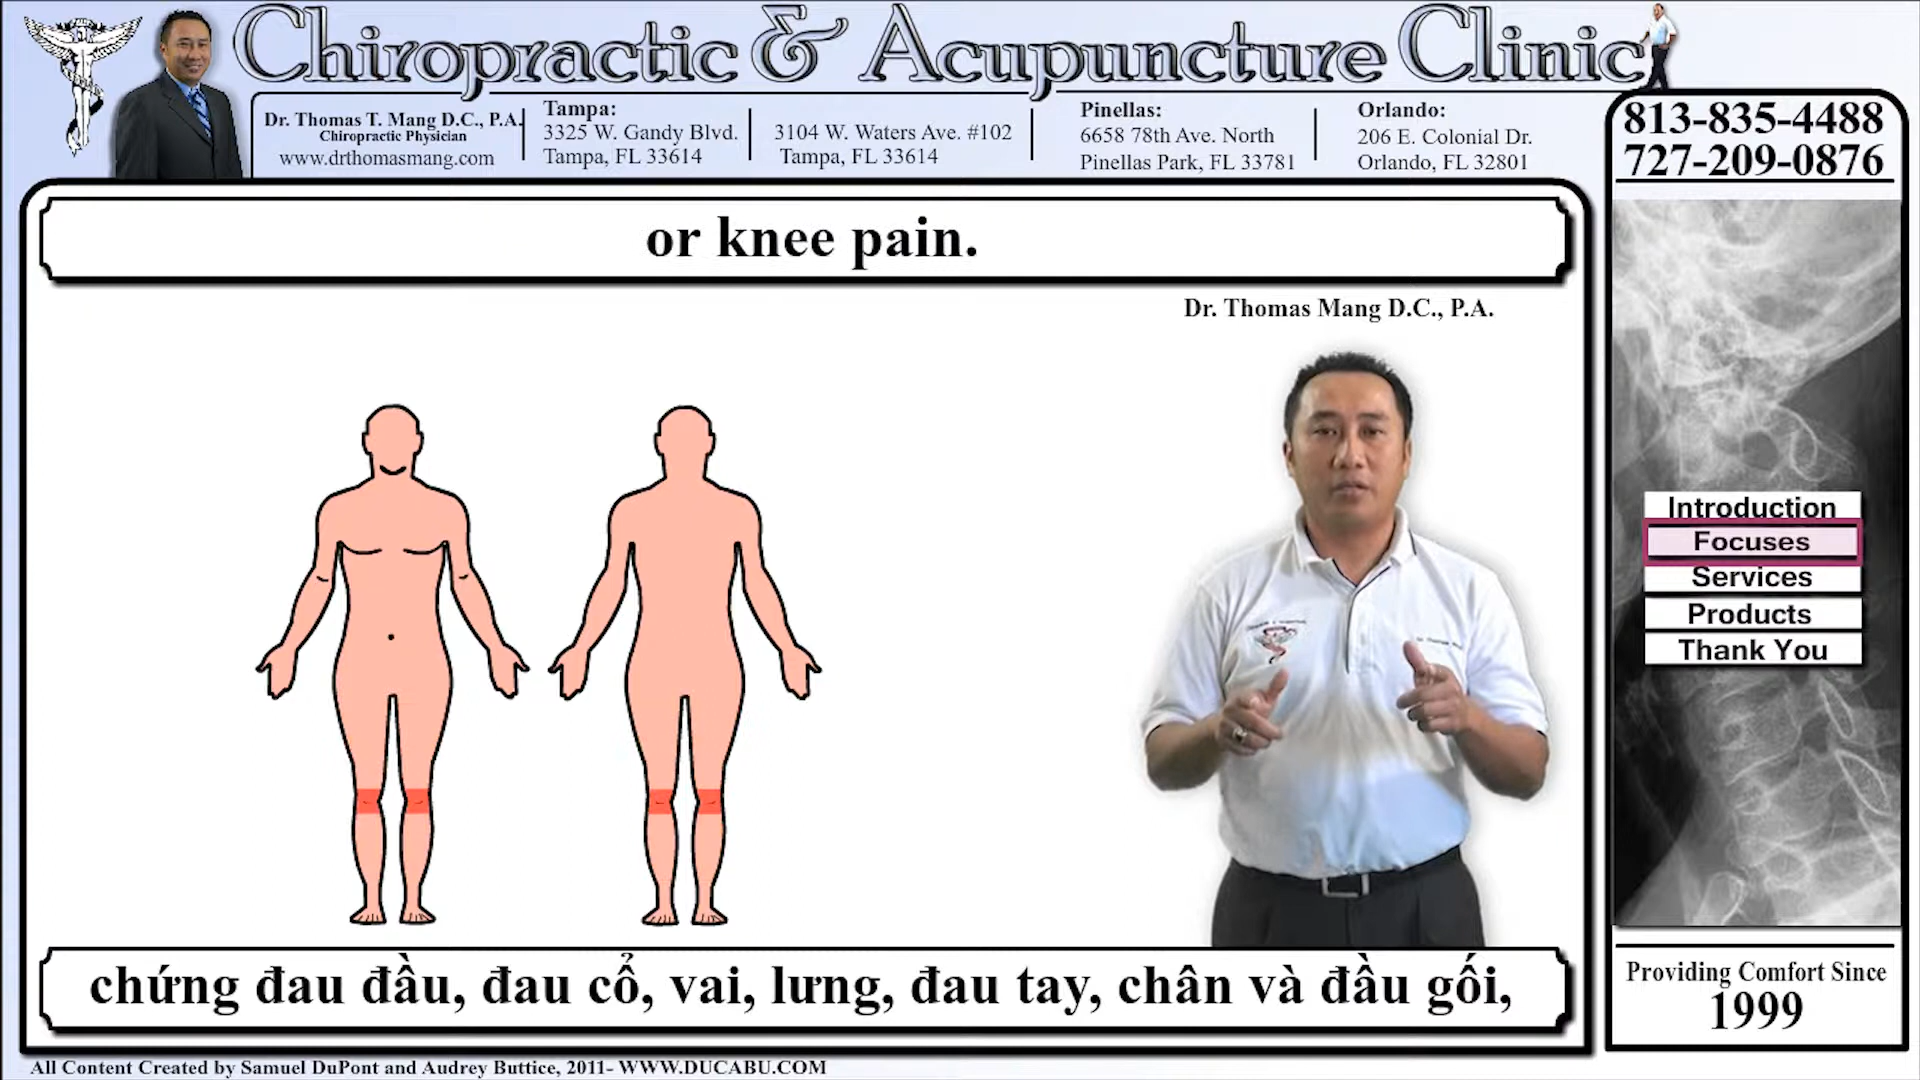 Chiropractic & Acupuncture Clinic
Dr. Thomas T. Mang D.C., P.A.
Chiropractic Physician
www.drthomasmang.com
Tampa:
3325 W. Gandy Blvd.
Tampa, FL 33614
3104 W. Waters Ave. #102
Tampa, FL 33614
Pinellas:
6658 78th Ave. North
Pinellas Park, FL 33781
Orlando:
206 E. Colonial Dr.
Orlando, FL 32801
813-835-4488
727-209-0876
or knee pain.
Dr. Thomas Mang D.C., P.A.
Introduction
Focuses
Services
Products
Thank You
chứng đau đầu, đau cổ, vai, lưng, đau tay, chân và đầu gối,
Providing Comfort Since
1999
All Content Created by Samuel DuPont and Audrey Buttice, 2011- WWW.DUCABU.COM